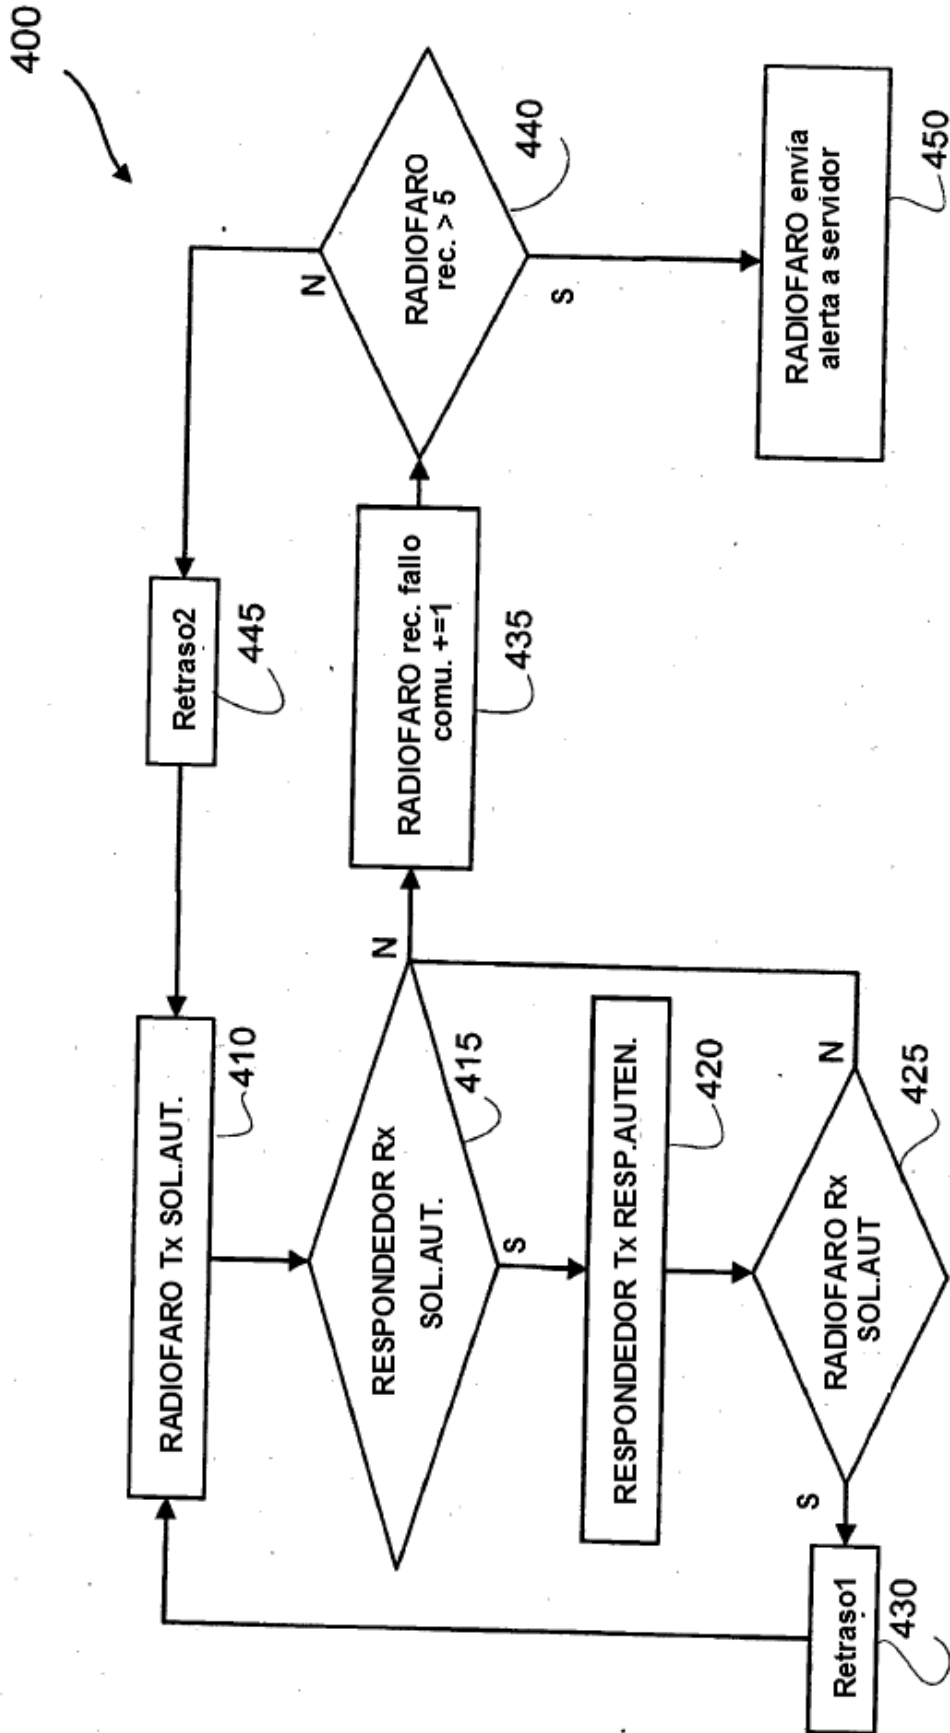 400
RADIOFARO Tx SOL.AUT.
410
Retraso2
445
RESPONDEDOR Rx
SOL.AUT.
415
N
S
RADIOFARO rec. fallo
comu. +=1
435
RADIOFARO
rec. > 5
440
N
S
RESPONDEDOR Tx RESP.AUTEN.
420
RADIOFARO Rx
SOL.AUT
425
N
S
Retraso1
430
RADIOFARO envía
alerta a servidor
450